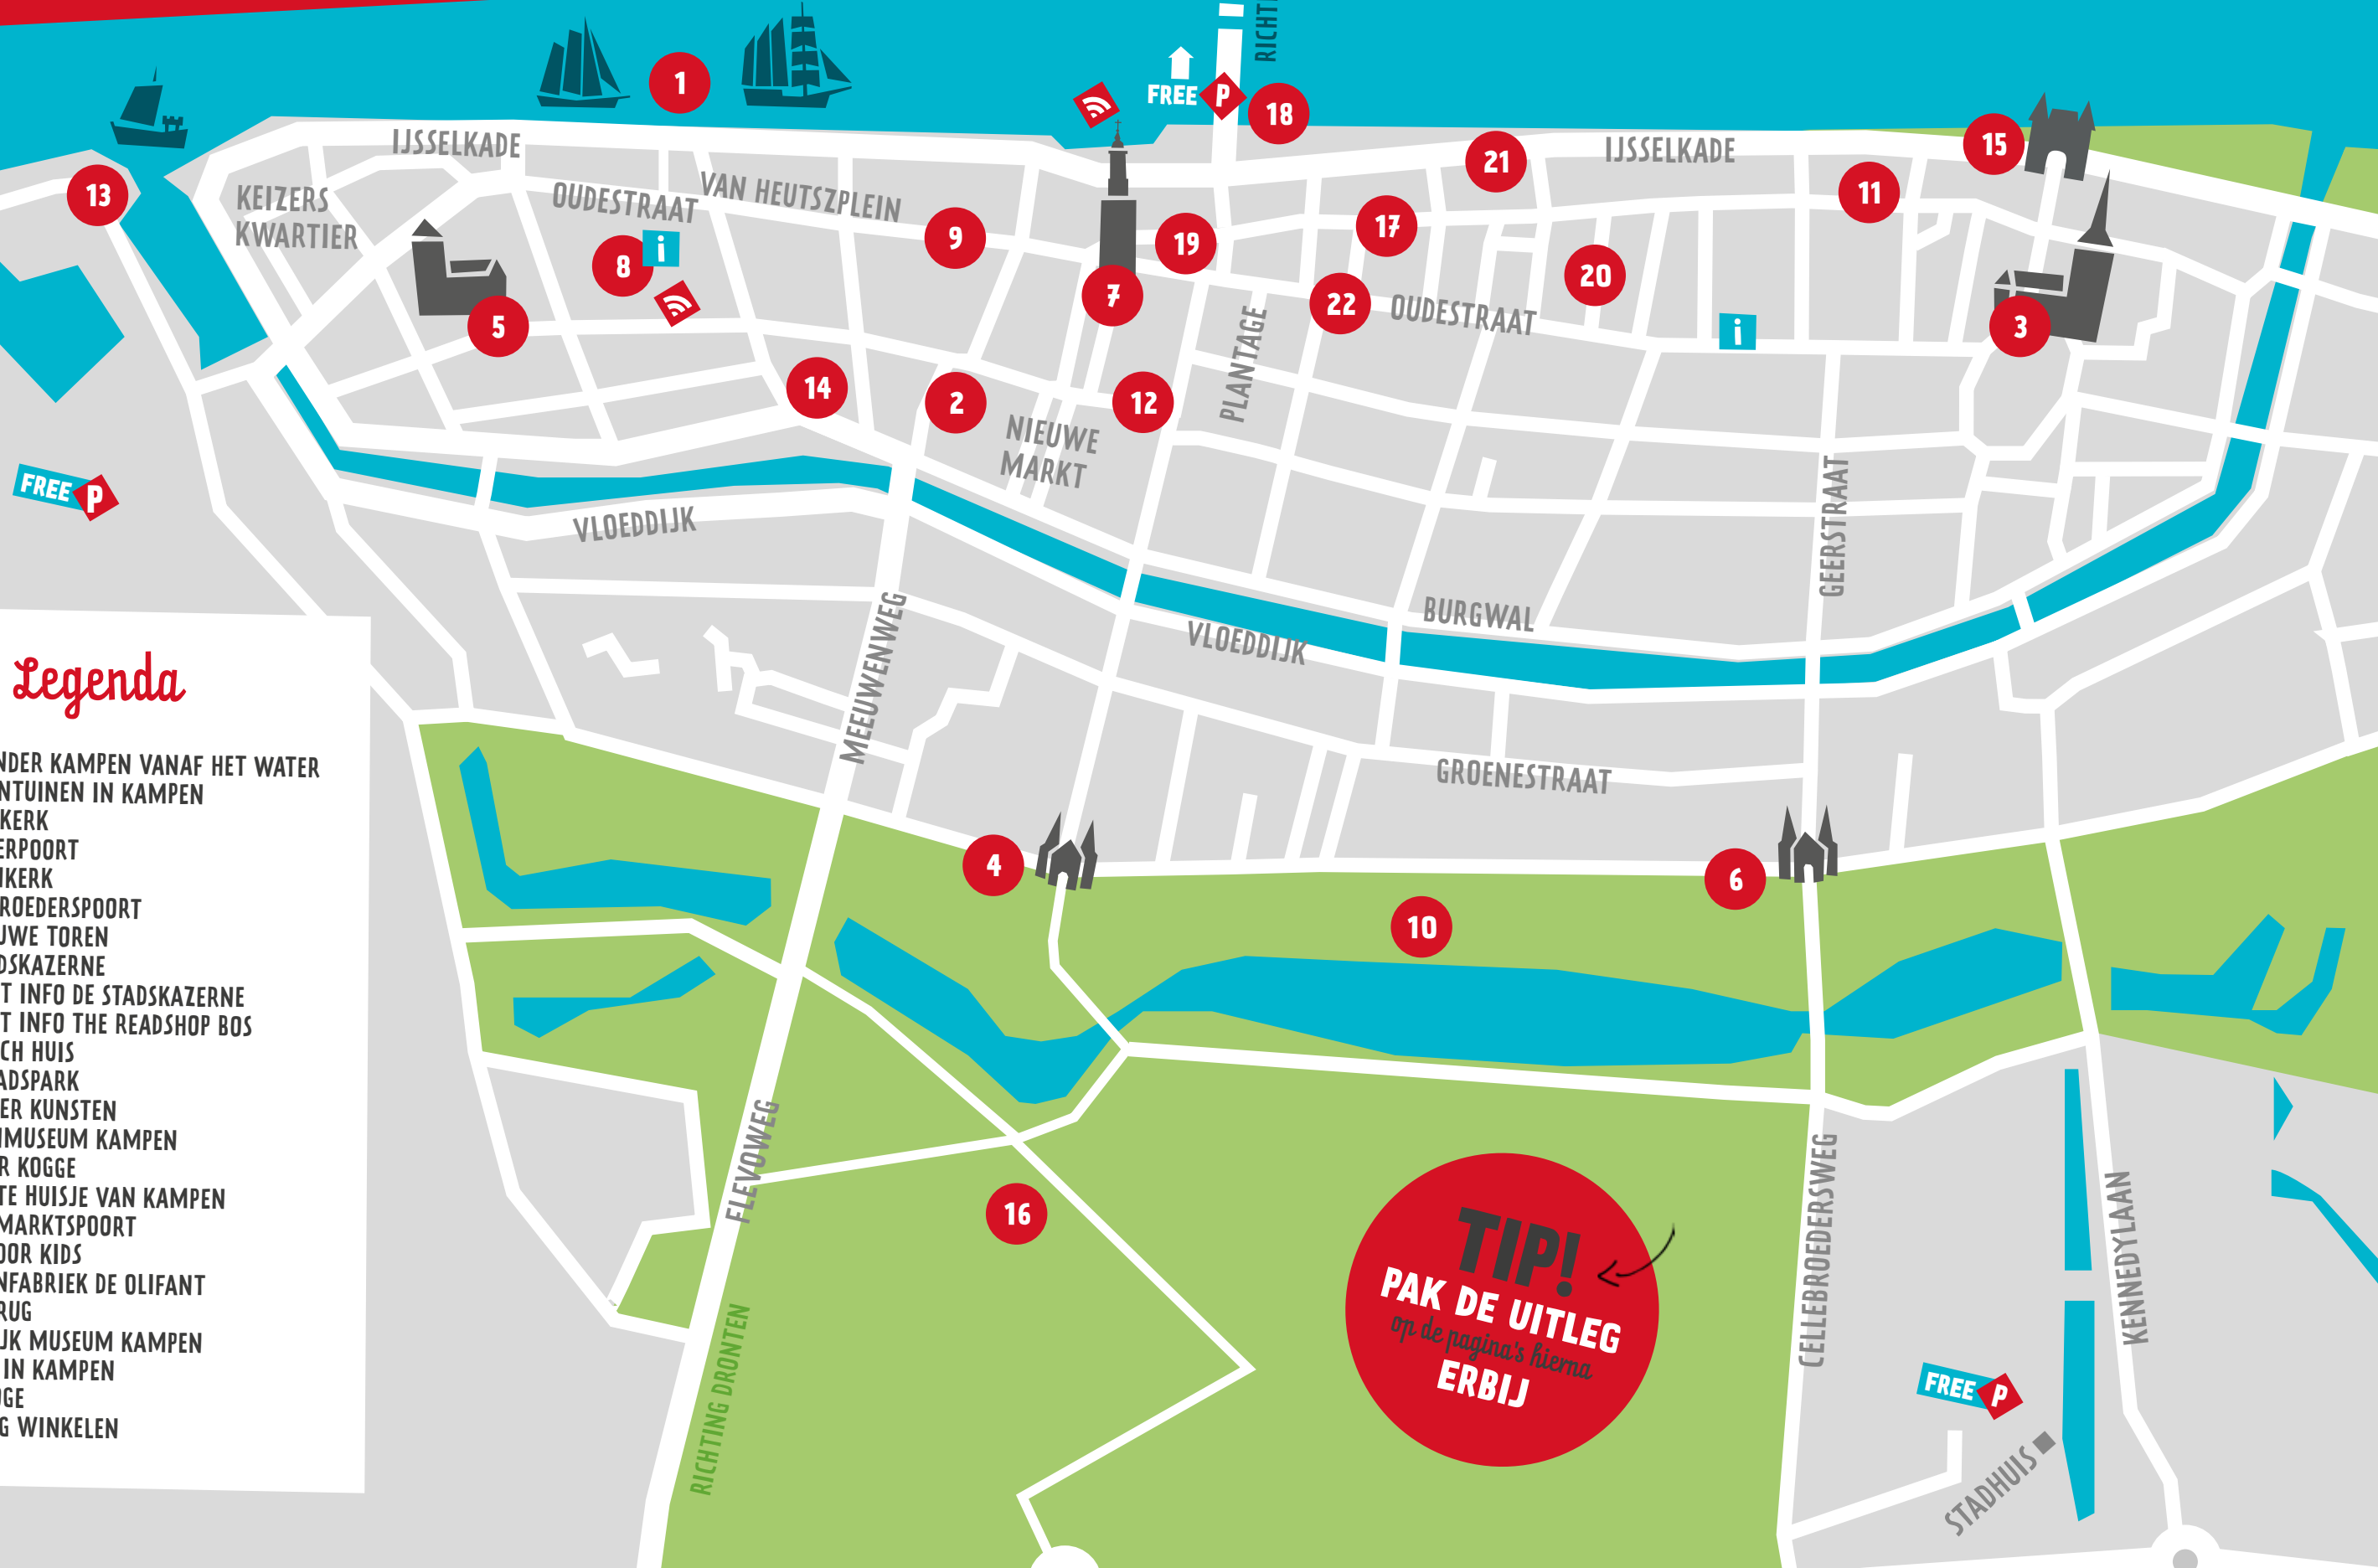 RICHTI
FREE P
1
18
IJSSELKADE
21
IJSSELKADE
15
13
KEIZERS
KWARTIER
OUDESTRAAT
VAN HEUTSZPLEIN
11
9
19
17
8
i
7
22
OUDESTRAAT
20
5
PLANTAGE
i
3
14
2
12
NIEUWE
MARKT
FREE P
VLOEDDIJK
GEERSTRAAT
BURGWAL
VLOEDDIJK
MEEUWENWEG
GROENESTRAAT
4
6
10
Legenda
NDER KAMPEN VANAF HET WATER
NTUINEN IN KAMPEN
KERK
ERPOORT
KERK
ROEDERSPOORT
UWE TOREN
DSKAZERNE
T INFO DE STADSKAZERNE
T INFO THE READSHOP BOS
CH HUIS
ADSPARK
ER KUNSTEN
MUSEUM KAMPEN
R KOGGE
TE HUISJE VAN KAMPEN
MARKTSPOORT
OOR KIDS
NFABRIEK DE OLIFANT
RUG
JK MUSEUM KAMPEN
IN KAMPEN
OGE
G WINKELEN
FLEVOWEG
16
RICHTING DRONTEN
TIP!
PAK DE UITLEG
op de pagina's hierna
ERBIJ
CELLEBROEDERSWEG
KENNEDYLAAN
FREE P
STADHUIS